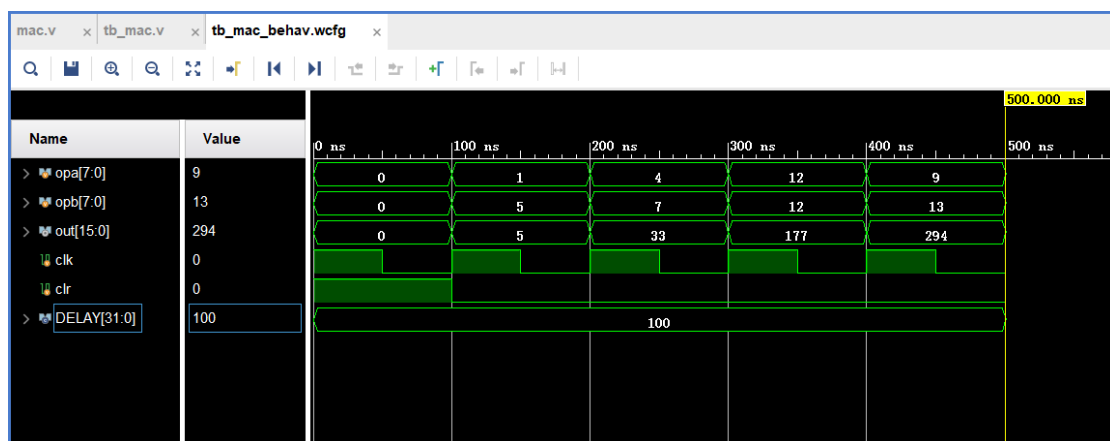 mac.v × tb_mac.v × tb_mac_behav.wcfg ×
500.000 ns
Name Value
0 ns 100 ns 200 ns 300 ns 400 ns 500 ns
> opa[7:0] 9 0 1 4 12 9
> opb[7:0] 13 0 5 7 12 13
> out[15:0] 294 0 5 33 177 294
clk 0
clr 0
> DELAY[31:0] 100 100